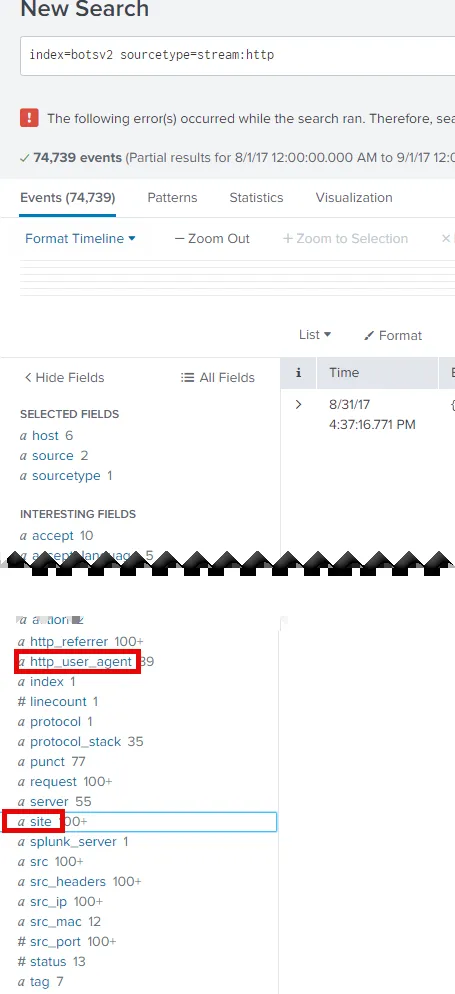 New Search
index=botsv2 sourcetype=stream:http
! The following error(s) occurred while the search ran. Therefore, sea
✓ 74,739 events (Partial results for 8/1/17 12:00:00.000 AM to 9/1/17 12:0
Events (74,739) Patterns Statistics Visualization
Format Timeline — Zoom Out + Zoom to Selection ×
List Format
< Hide Fields All Fields i Time
SELECTED FIELDS > 8/31/17 {
a host 6 4:37:16.771 PM
a source 2
a sourcetype 1
INTERESTING FIELDS
a accept 10
a accept_language 5
a action 2
a http_referrer 100+
a http_user_agent 39
a index 1
# linecount 1
a protocol 1
a protocol_stack 35
a punct 77
a request 100+
a server 55
a site 100+
a splunk_server 1
a src 100+
a src_headers 100+
a src_ip 100+
a src_mac 12
# src_port 100+
# status 13
a tag 7